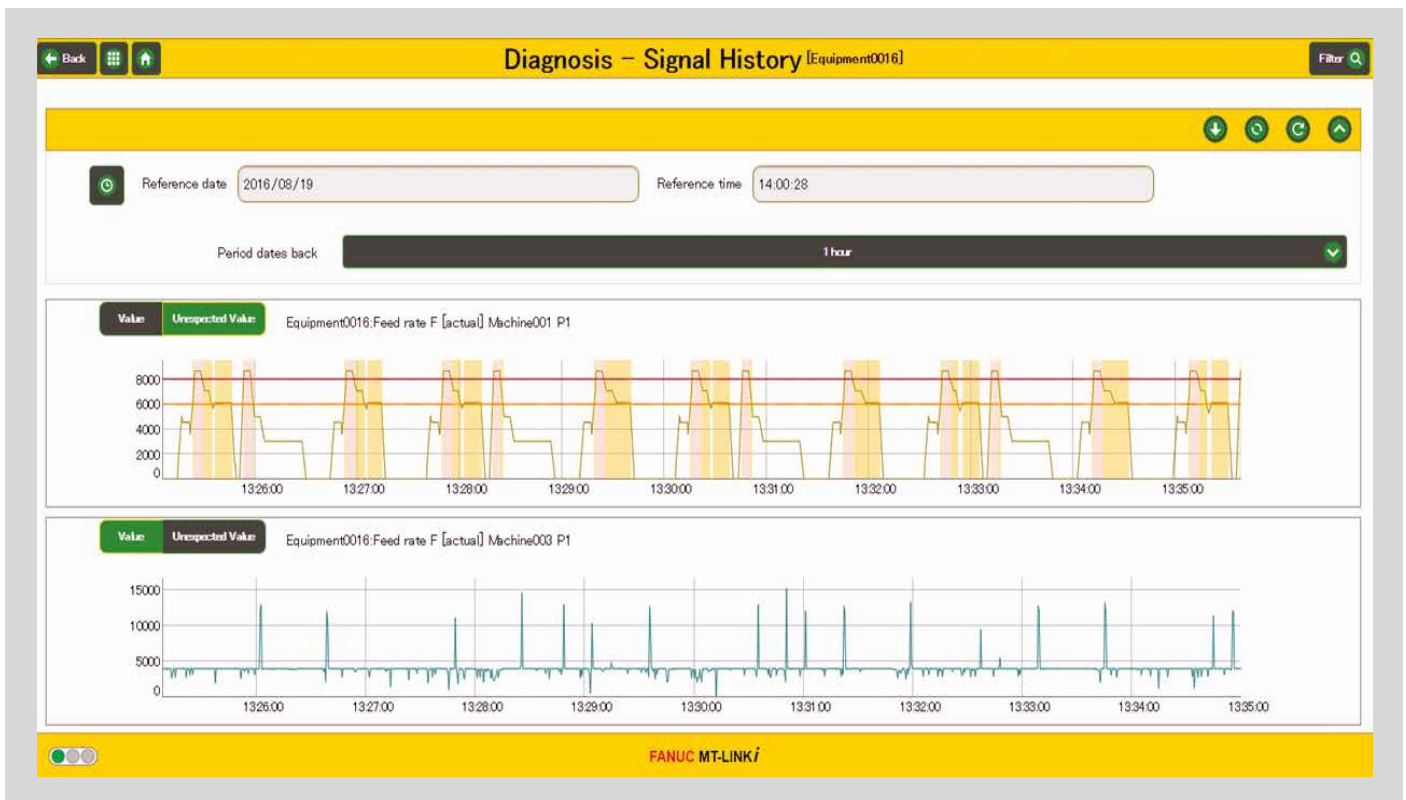 Back
Diagnosis - Signal History [Equipment0016]
Filter
Reference date 2016/08/19 Reference time 14:00:28
Period dates back 1 hour
Value Unexpected Value Equipment0016:Feed rate F [actual] Machine001 P1
8000
6000
4000
2000
0
13:26:00 13:27:00 13:28:00 13:29:00 13:30:00 13:31:00 13:32:00 13:33:00 13:34:00 13:35:00
Value Unexpected Value Equipment0016:Feed rate F [actual] Machine003 P1
15000
10000
5000
0
13:26:00 13:27:00 13:28:00 13:29:00 13:30:00 13:31:00 13:32:00 13:33:00 13:34:00 13:35:00
FANUC MT-LINKi